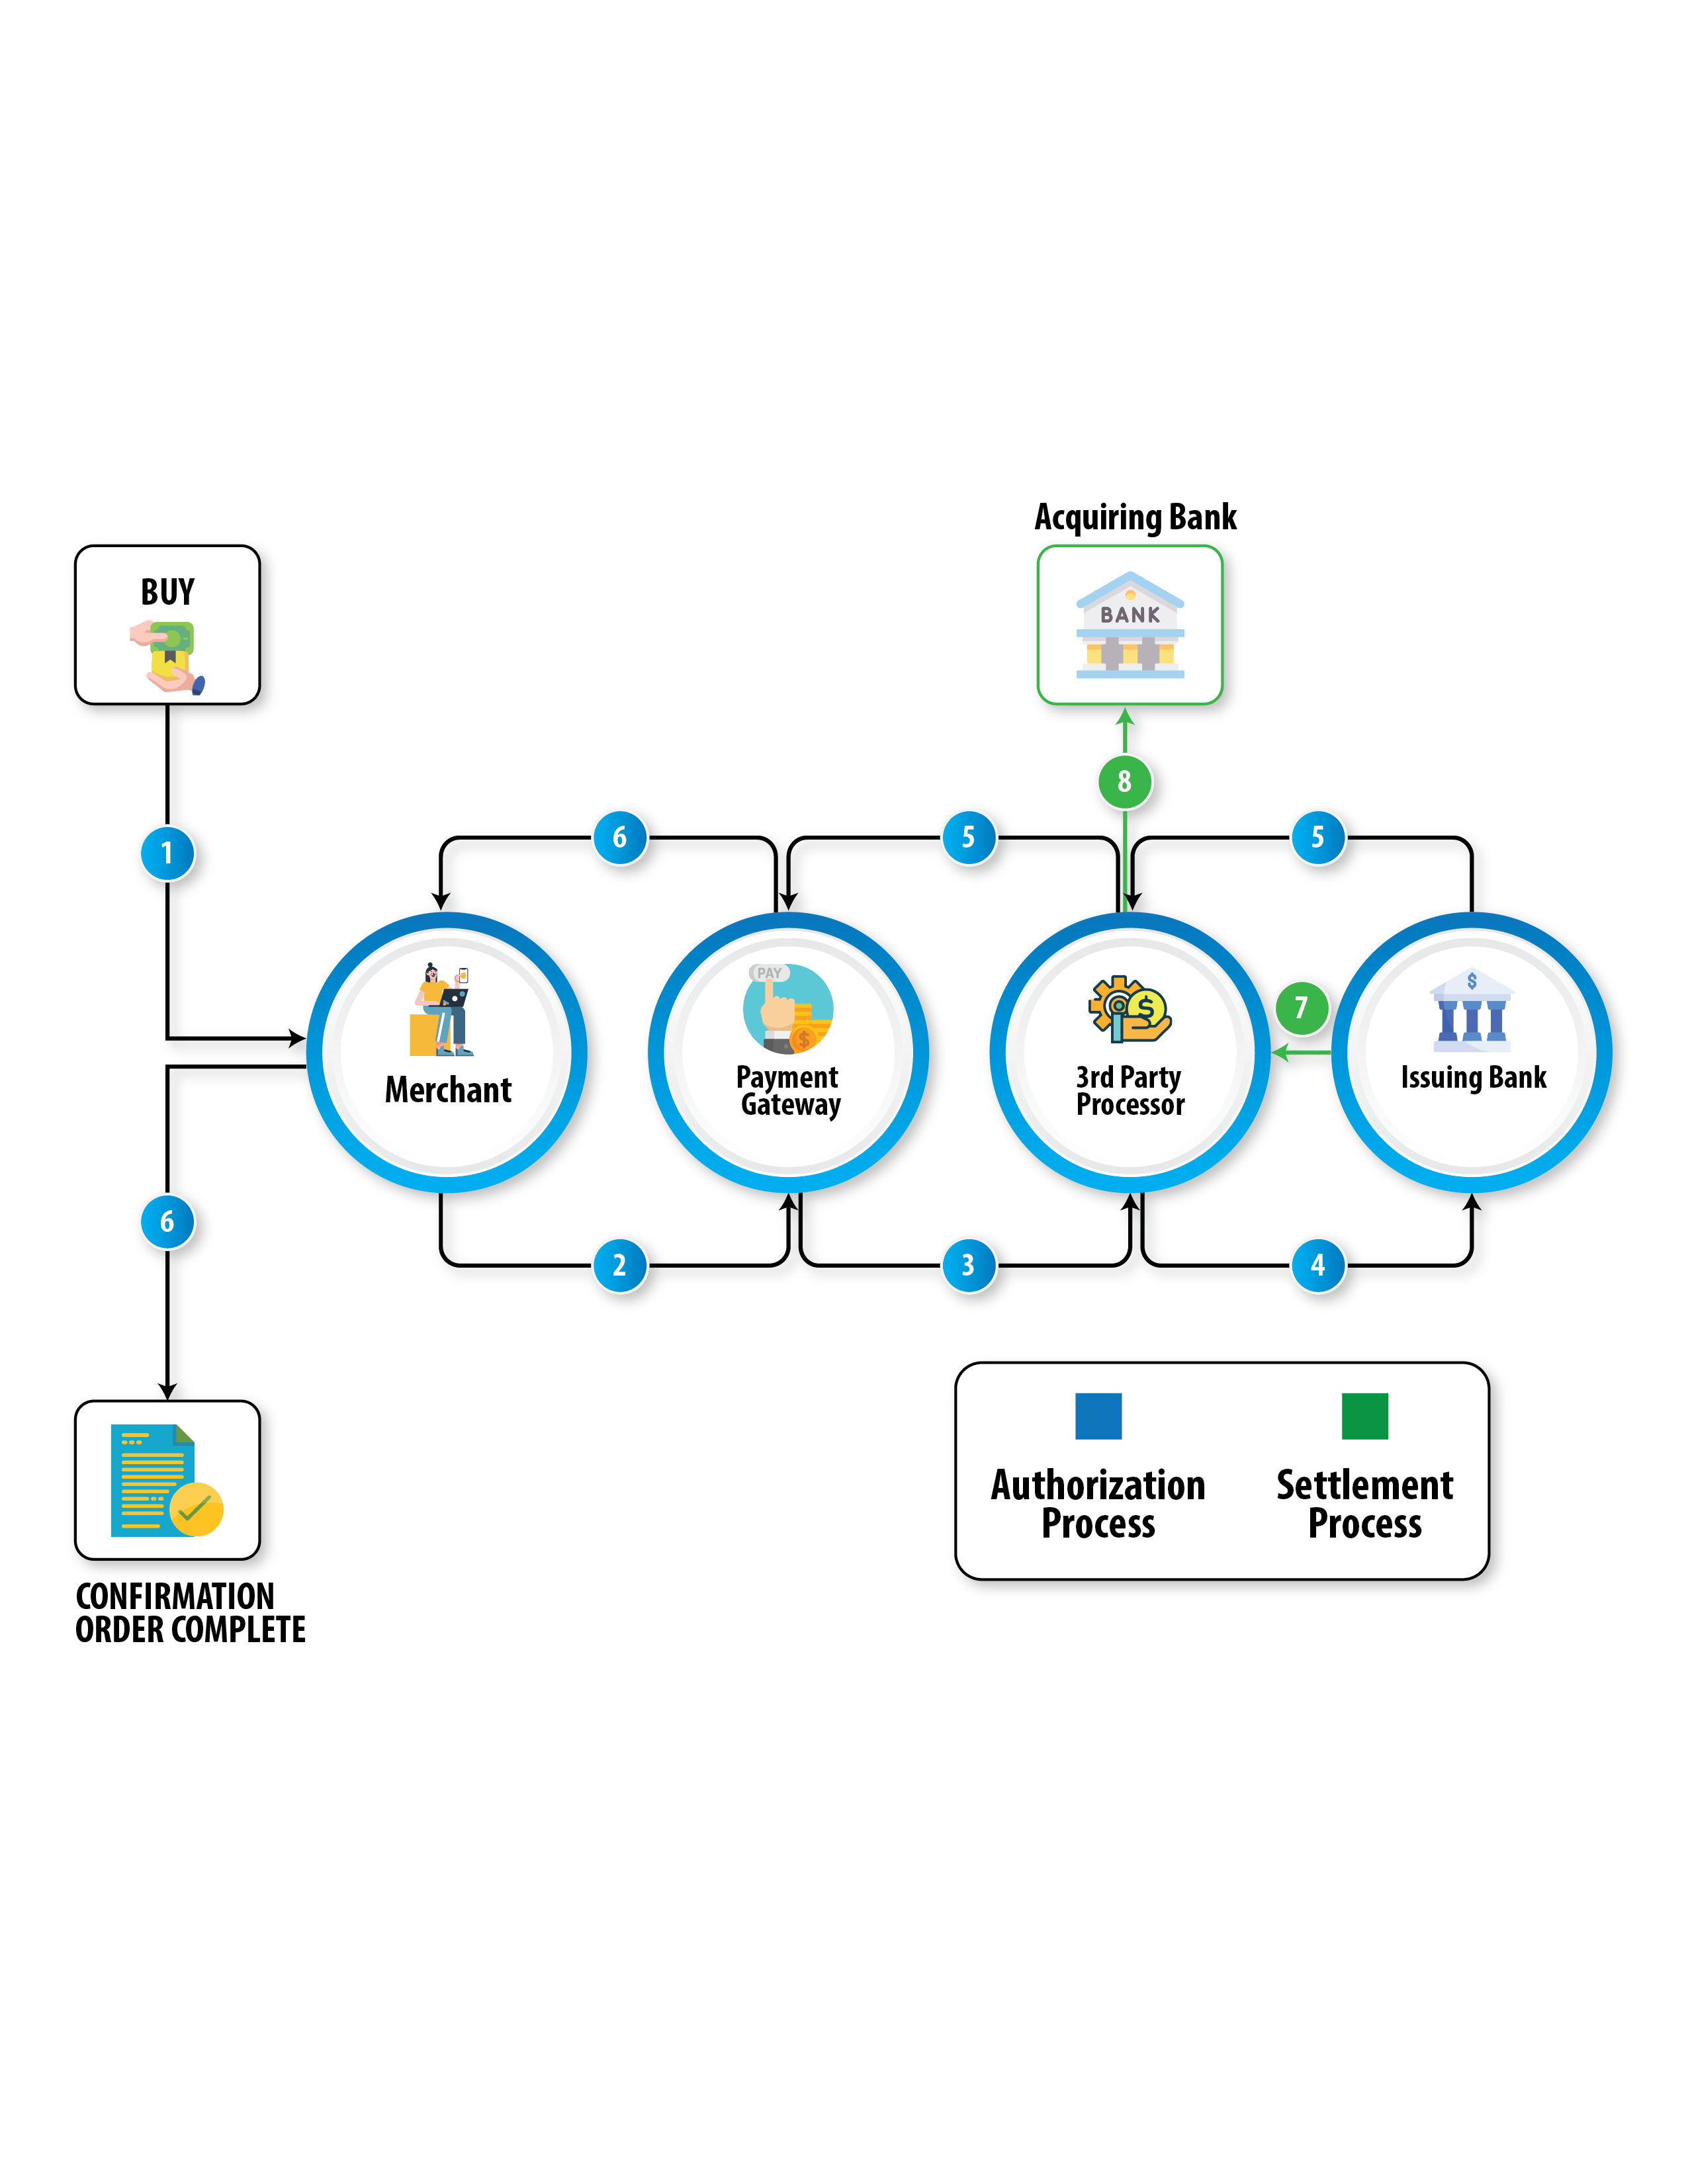 Acquiring Bank
BUY
BANK
8
6
5
5
1
PAY
$
$
$
7
Merchant
Payment
Gateway
3rd Party
Processor
Issuing Bank
6
2
3
4
Authorization
Process
Settlement
Process
CONFIRMATION
ORDER COMPLETE